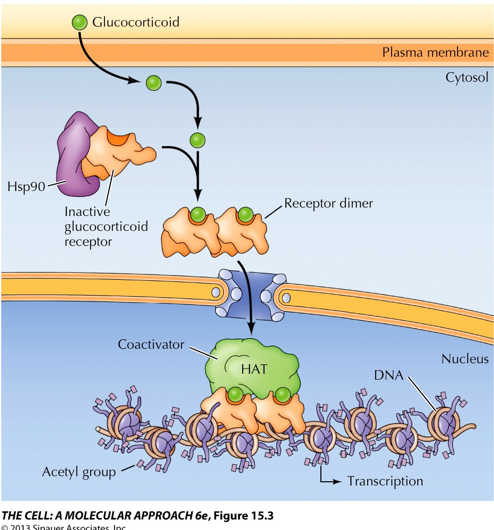 Glucocorticoid
Plasma membrane
Cytosol
Hsp90
Inactive
glucocorticoid
receptor
Receptor dimer
Coactivator
HAT
Nucleus
DNA
Acetyl group
Transcription
THE CELL: A MOLECULAR APPROACH 6e, Figure 15.3
© 2013 Sinauer Associates, Inc.